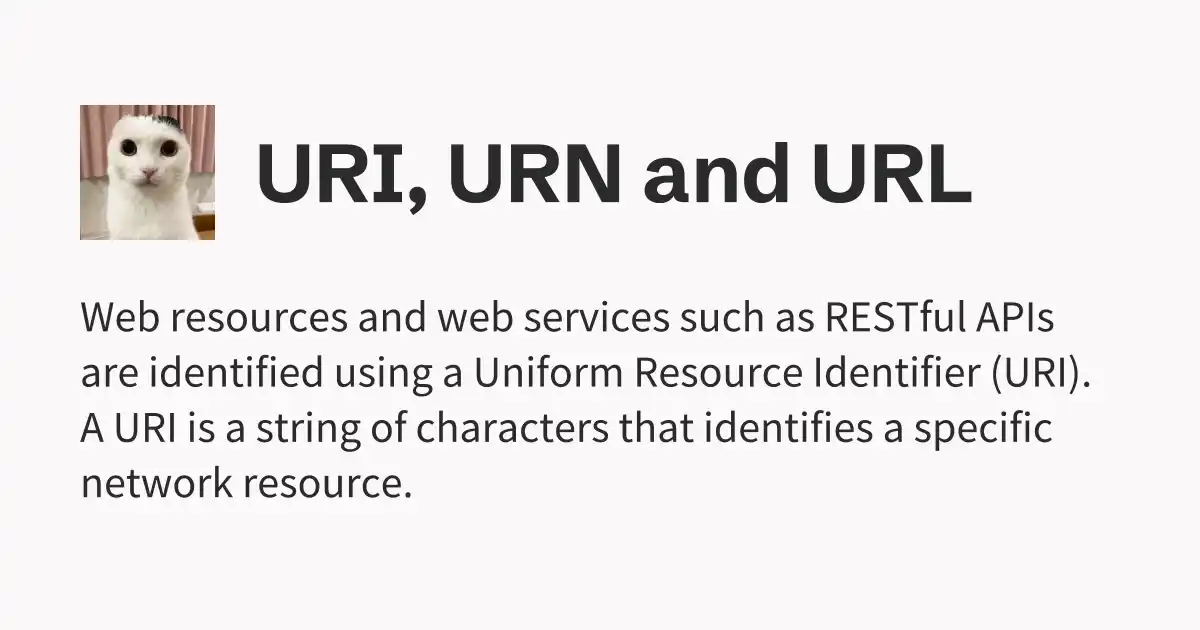 URI, URN and URL
Web resources and web services such as RESTful APIs
are identified using a Uniform Resource Identifier (URI).
A URI is a string of characters that identifies a specific
network resource.